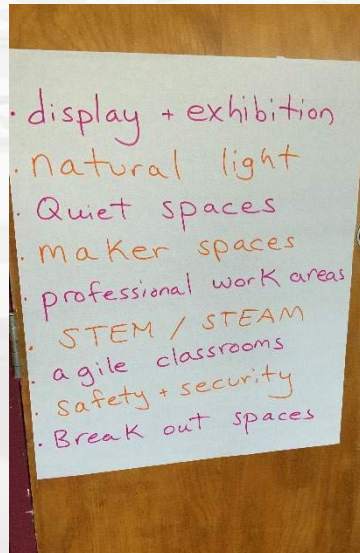 · display + exhibition
· natural light
· Quiet spaces
· maker spaces
· professional work areas
· STEM / STEAM
· agile classrooms
· safety + security
· Break out spaces